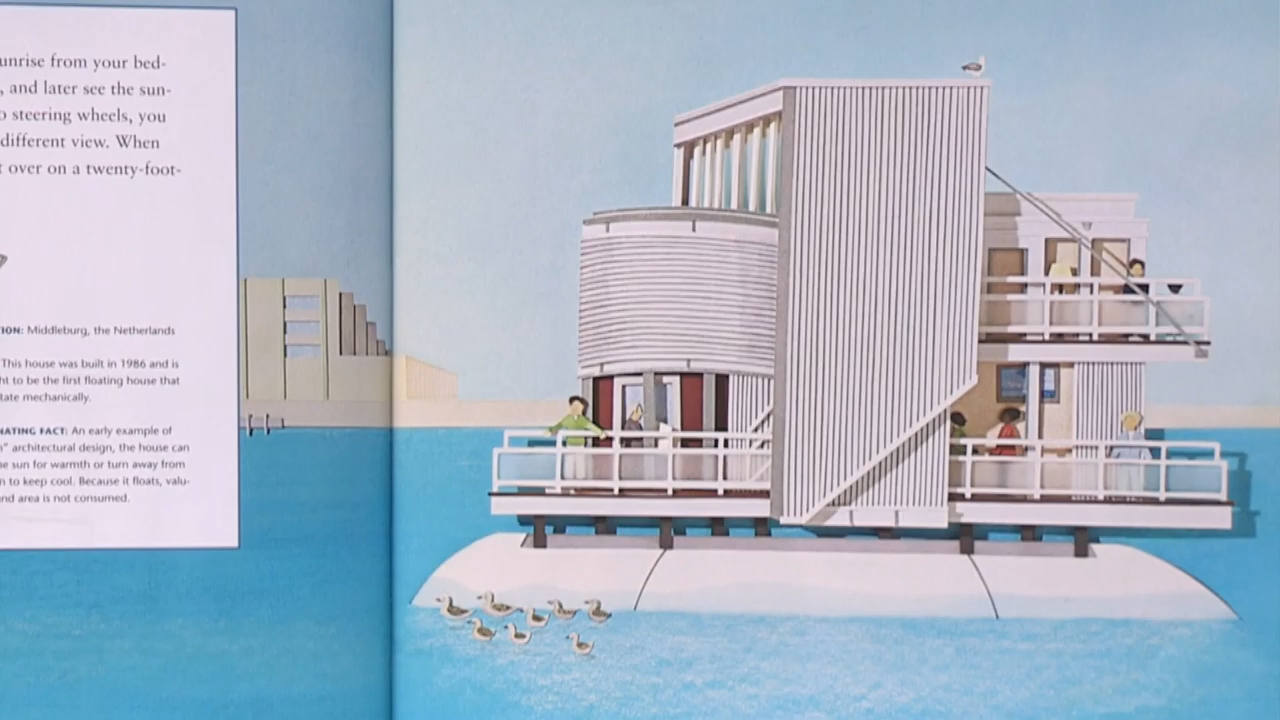 unrise from your bed-
, and later see the sun-
o steering wheels, you
different view. When
t over on a twenty-foot-
ION: Middleburg, the Netherlands
This house was built in 1986 and is
ht to be the first floating house that
tate mechanically.
NATING FACT: An early example of
n” architectural design, the house can
e sun for warmth or turn away from
n to keep cool. Because it floats, valu-
nd area is not consumed.